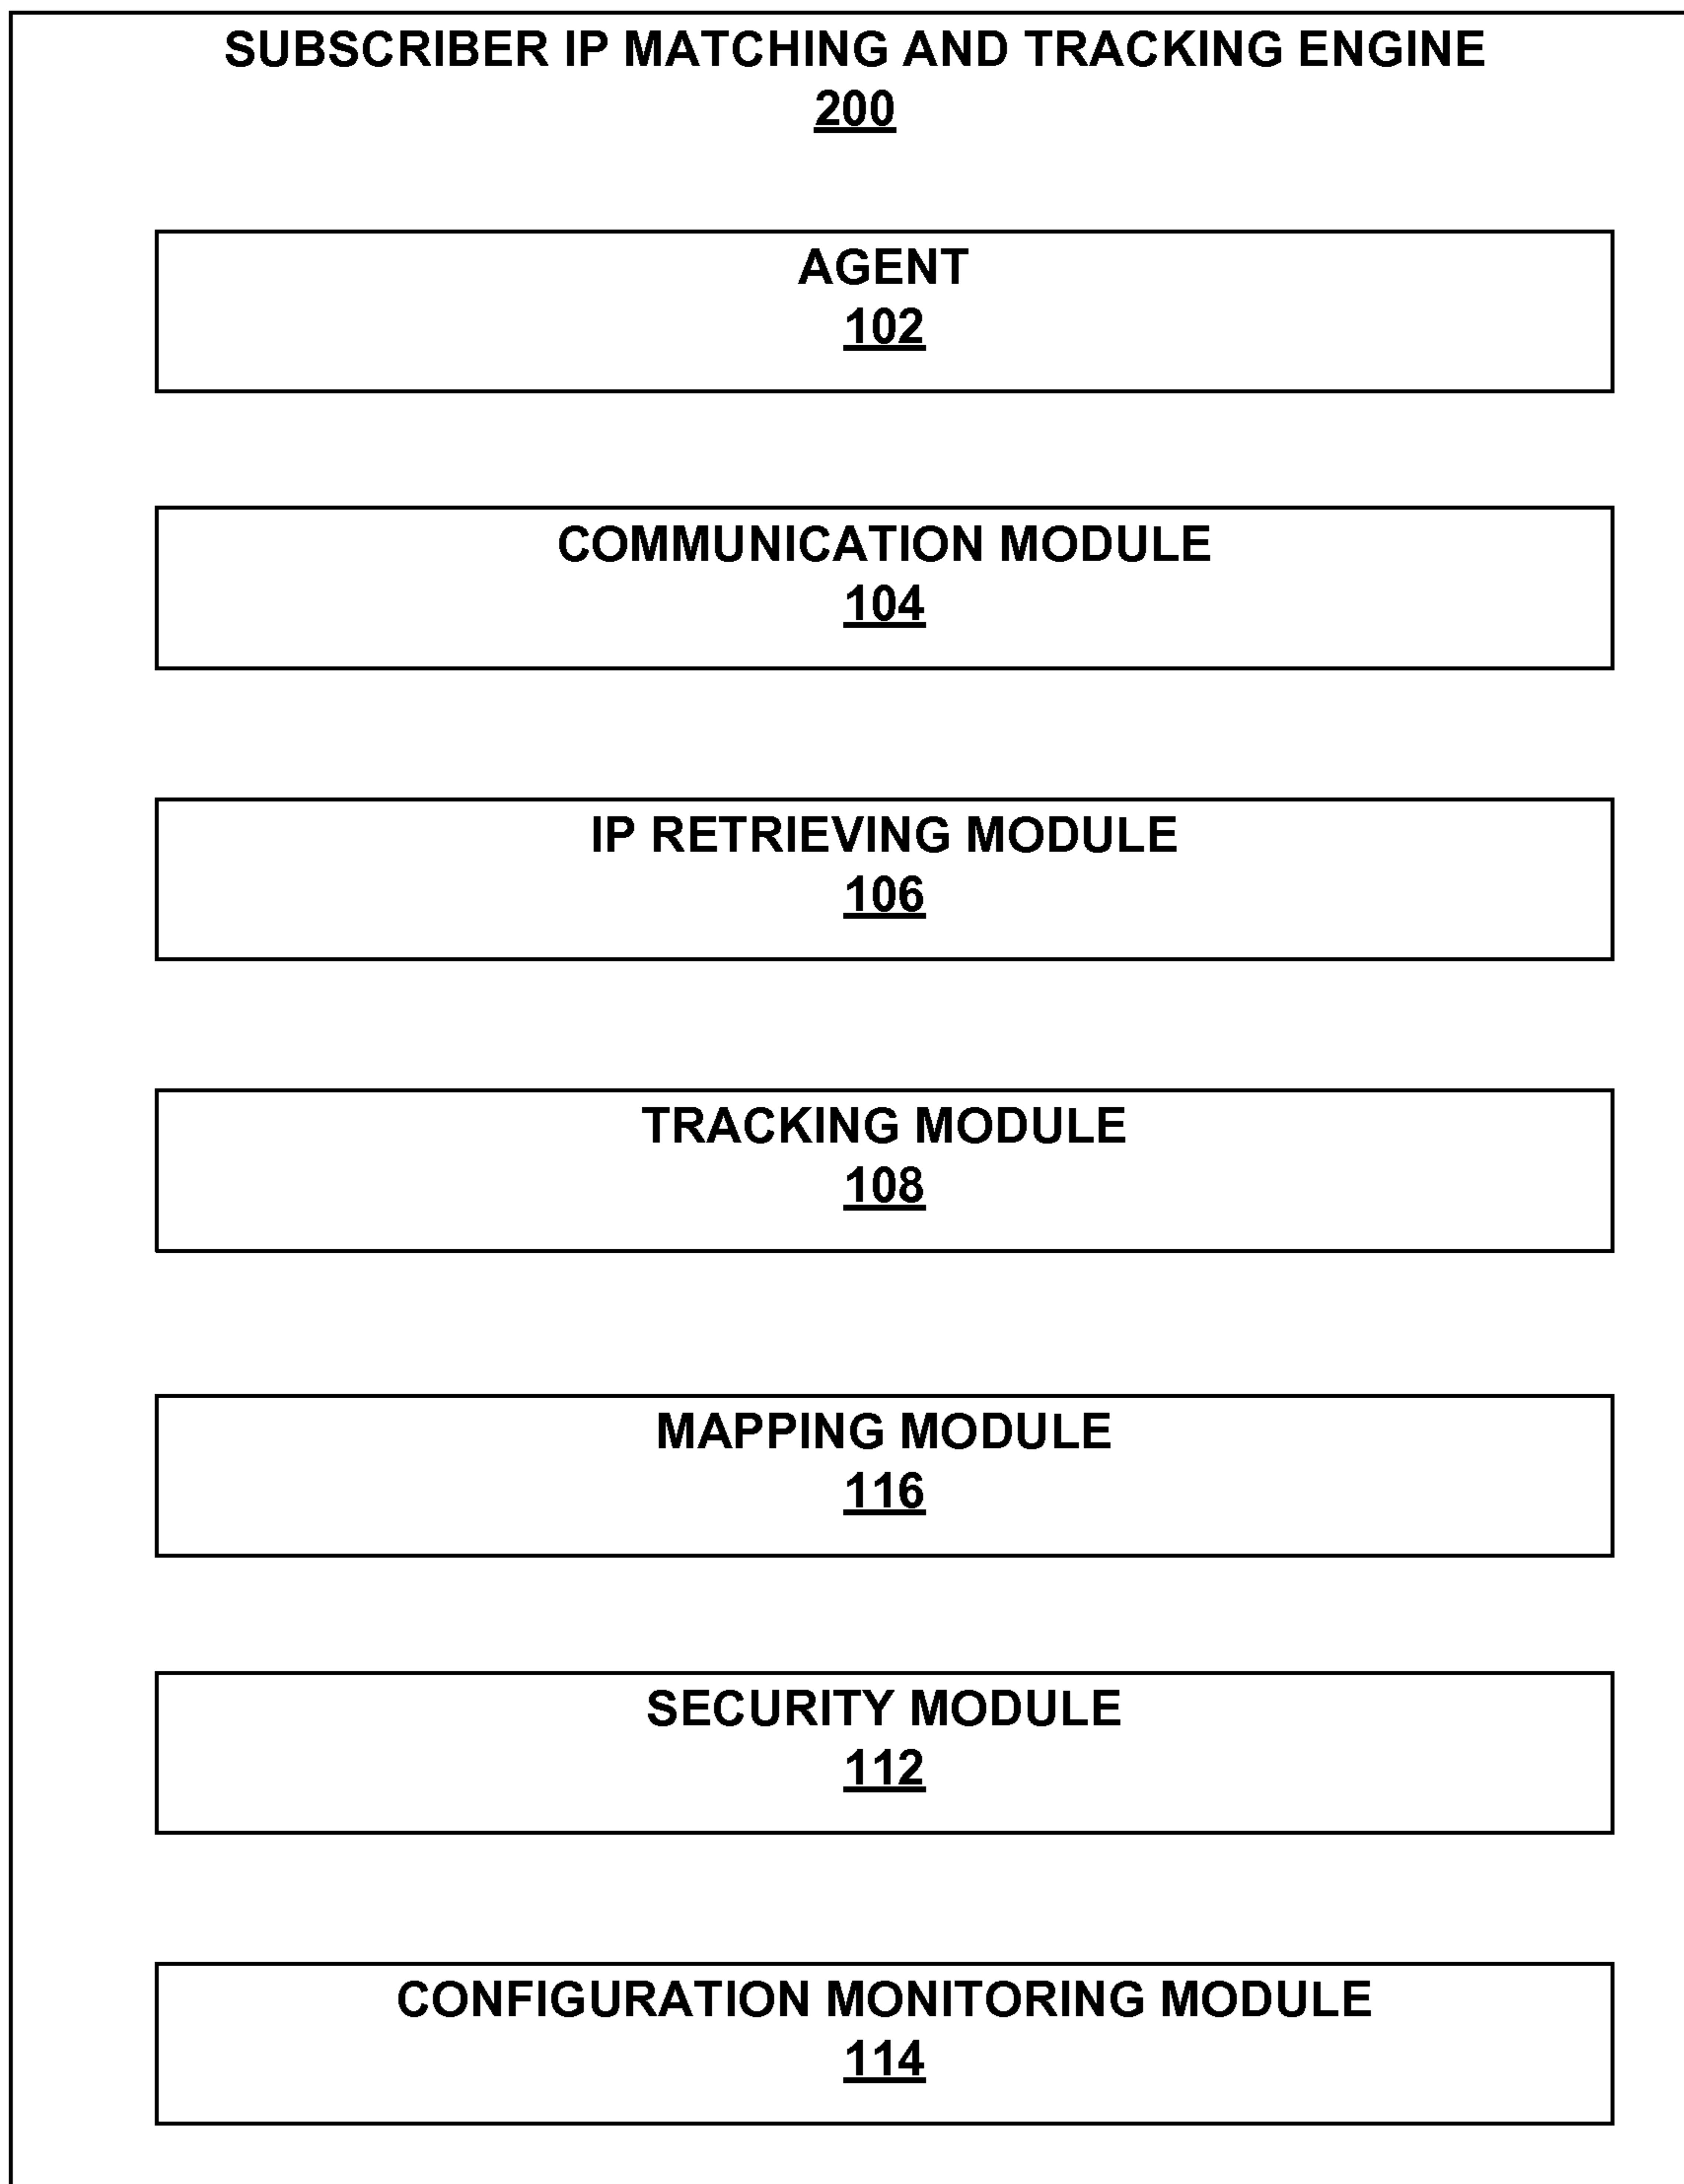 SUBSCRIBER IP MATCHING AND TRACKING ENGINE
200
AGENT
102
COMMUNICATION MODULE
104
IP RETRIEVING MODULE
106
TRACKING MODULE
108
MAPPING MODULE
116
SECURITY MODULE
112
CONFIGURATION MONITORING MODULE
114